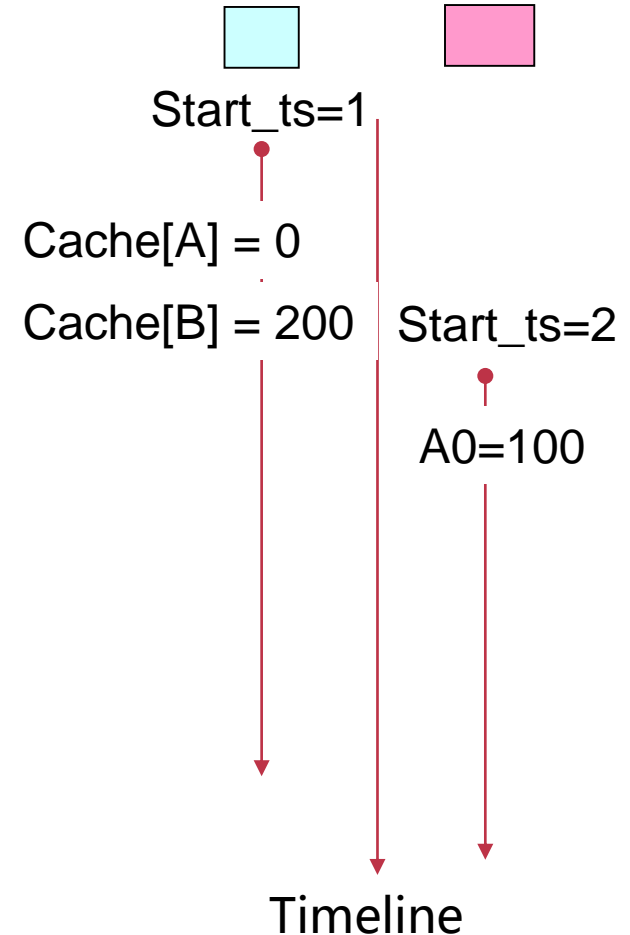 Start_ts=1
Cache[A] = 0
Cache[B] = 200
Start_ts=2
A0=100
Timeline